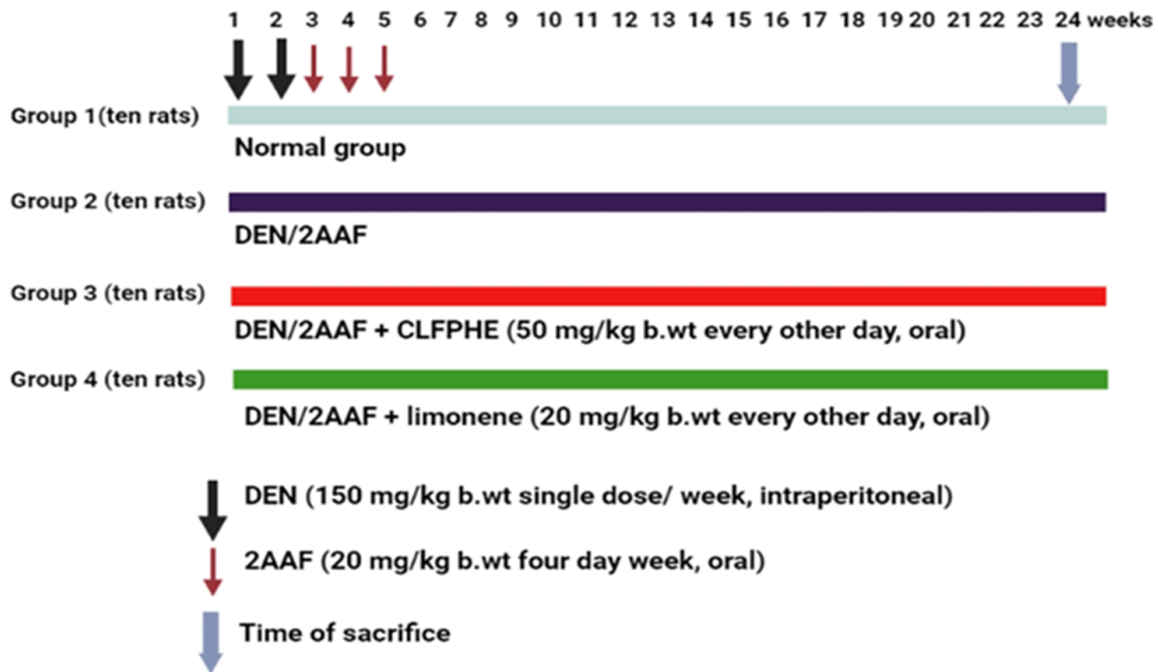 1 2 3 4 5 6 7 8 9 10 11 12 13 14 15 16 17 18 19 20 21 22 23 24 weeks
Group 1(ten rats)
Normal group
Group 2 (ten rats)
DEN/2AAF
Group 3 (ten rats)
DEN/2AAF + CLFPHE (50 mg/kg b.wt every other day, oral)
Group 4 (ten rats)
DEN/2AAF + limonene (20 mg/kg b.wt every other day, oral)
DEN (150 mg/kg b.wt single dose/ week, intraperitoneal)
2AAF (20 mg/kg b.wt four day week, oral)
Time of sacrifice